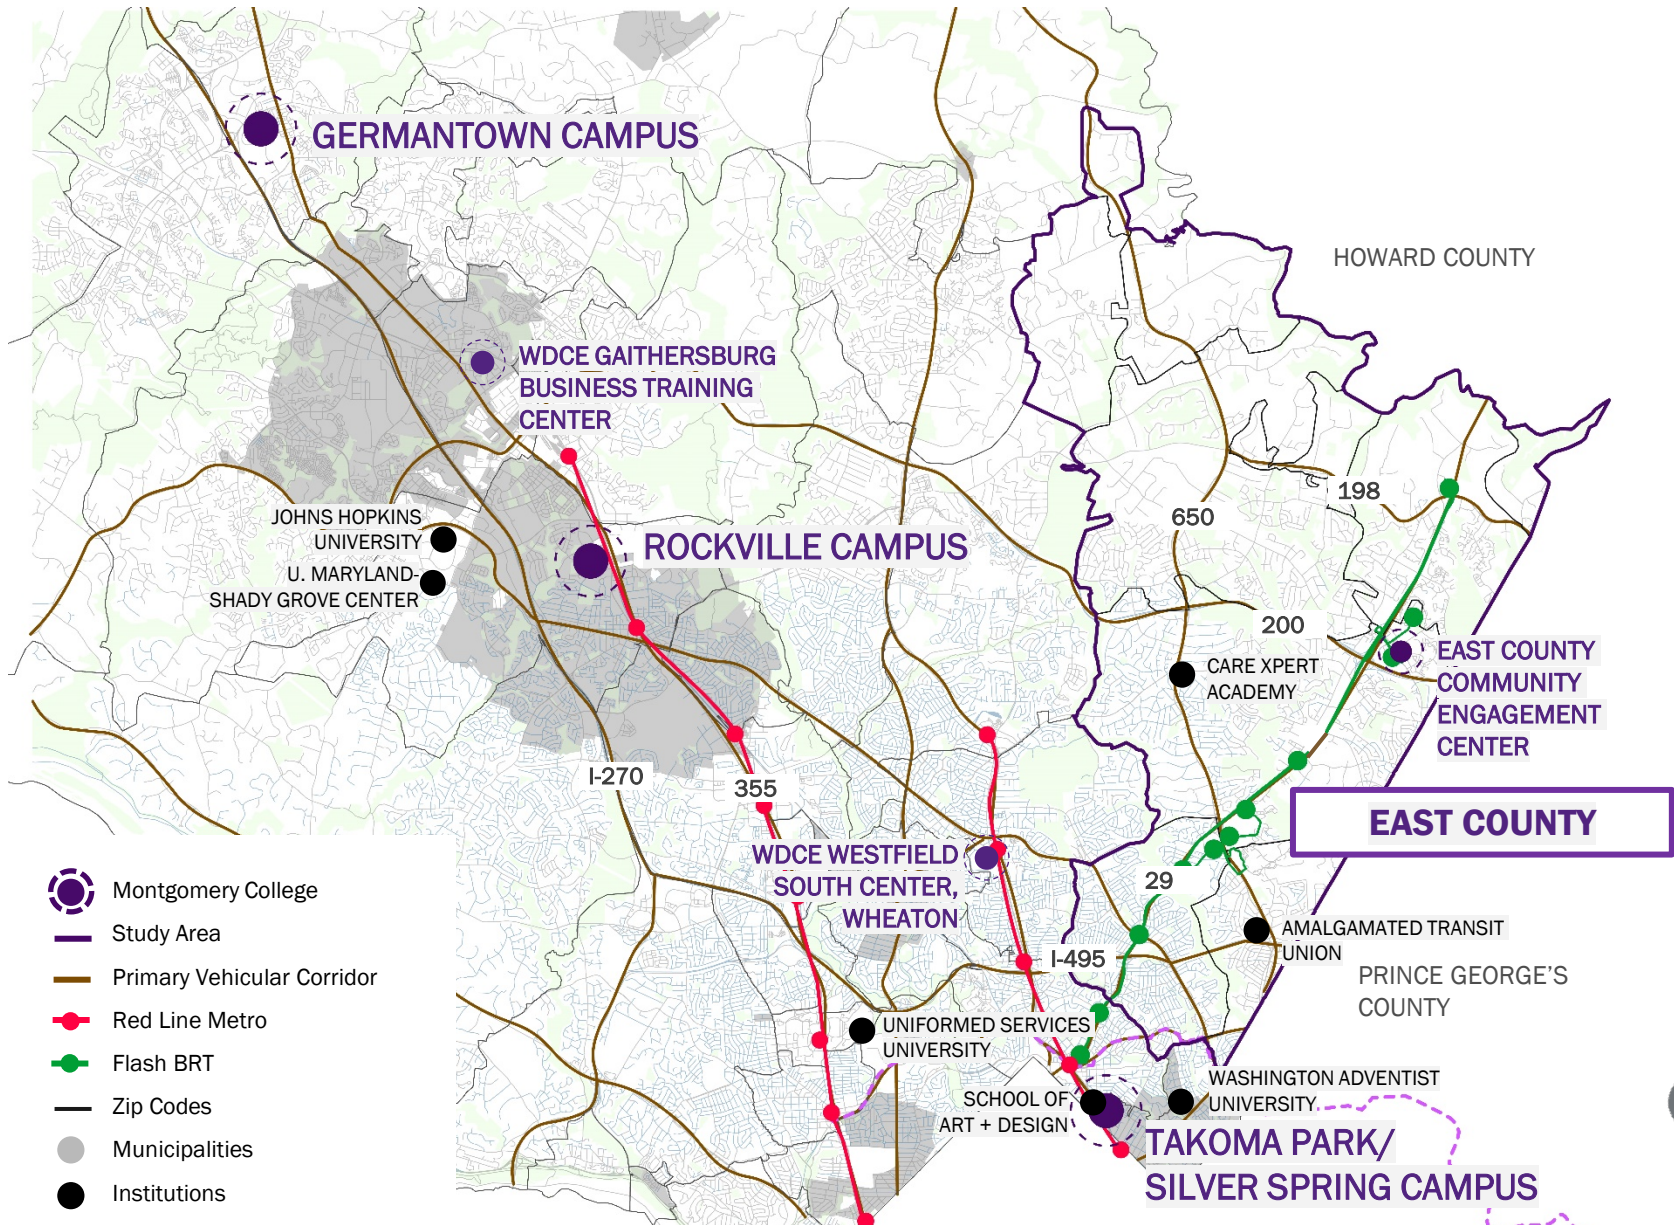 GERMANTOWN CAMPUS
HOWARD COUNTY
WDCE GAITHERSBURG
BUSINESS TRAINING
CENTER
198
650
JOHNS HOPKINS
UNIVERSITY
ROCKVILLE CAMPUS
U. MARYLAND-
SHADY GROVE CENTER
200
EAST COUNTY
COMMUNITY
ENGAGEMENT
CENTER
CARE XPERT
ACADEMY
I-270
355
EAST COUNTY
WDCE WESTFIELD
SOUTH CENTER,
WHEATON
29
AMALGAMATED TRANSIT
UNION
I-495
PRINCE GEORGE'S
COUNTY
UNIFORMED SERVICES
UNIVERSITY
SCHOOL OF
ART + DESIGN
WASHINGTON ADVENTIST
UNIVERSITY
TAKOMA PARK/
SILVER SPRING CAMPUS
Montgomery College
Study Area
Primary Vehicular Corridor
Red Line Metro
Flash BRT
Zip Codes
Municipalities
Institutions